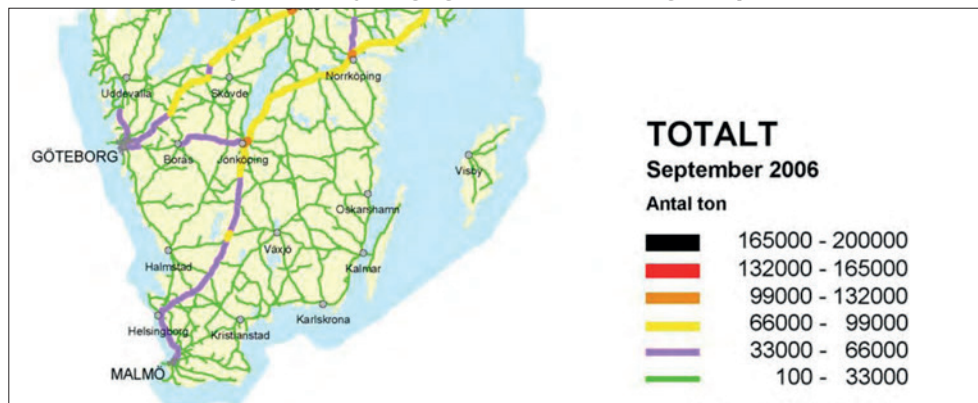 Norrköping
Uddevalla
Skövde
GÖTEBORG
Borås
Jönköping
Visby
Oskarshamn
Växjö
Halmstad
Kalmar
Karlskrona
Helsingborg
Kristianstad
MALMÖ
TOTALT
September 2006
Antal ton
165000 - 200000
132000 - 165000
99000 - 132000
66000 - 99000
33000 - 66000
100 - 33000